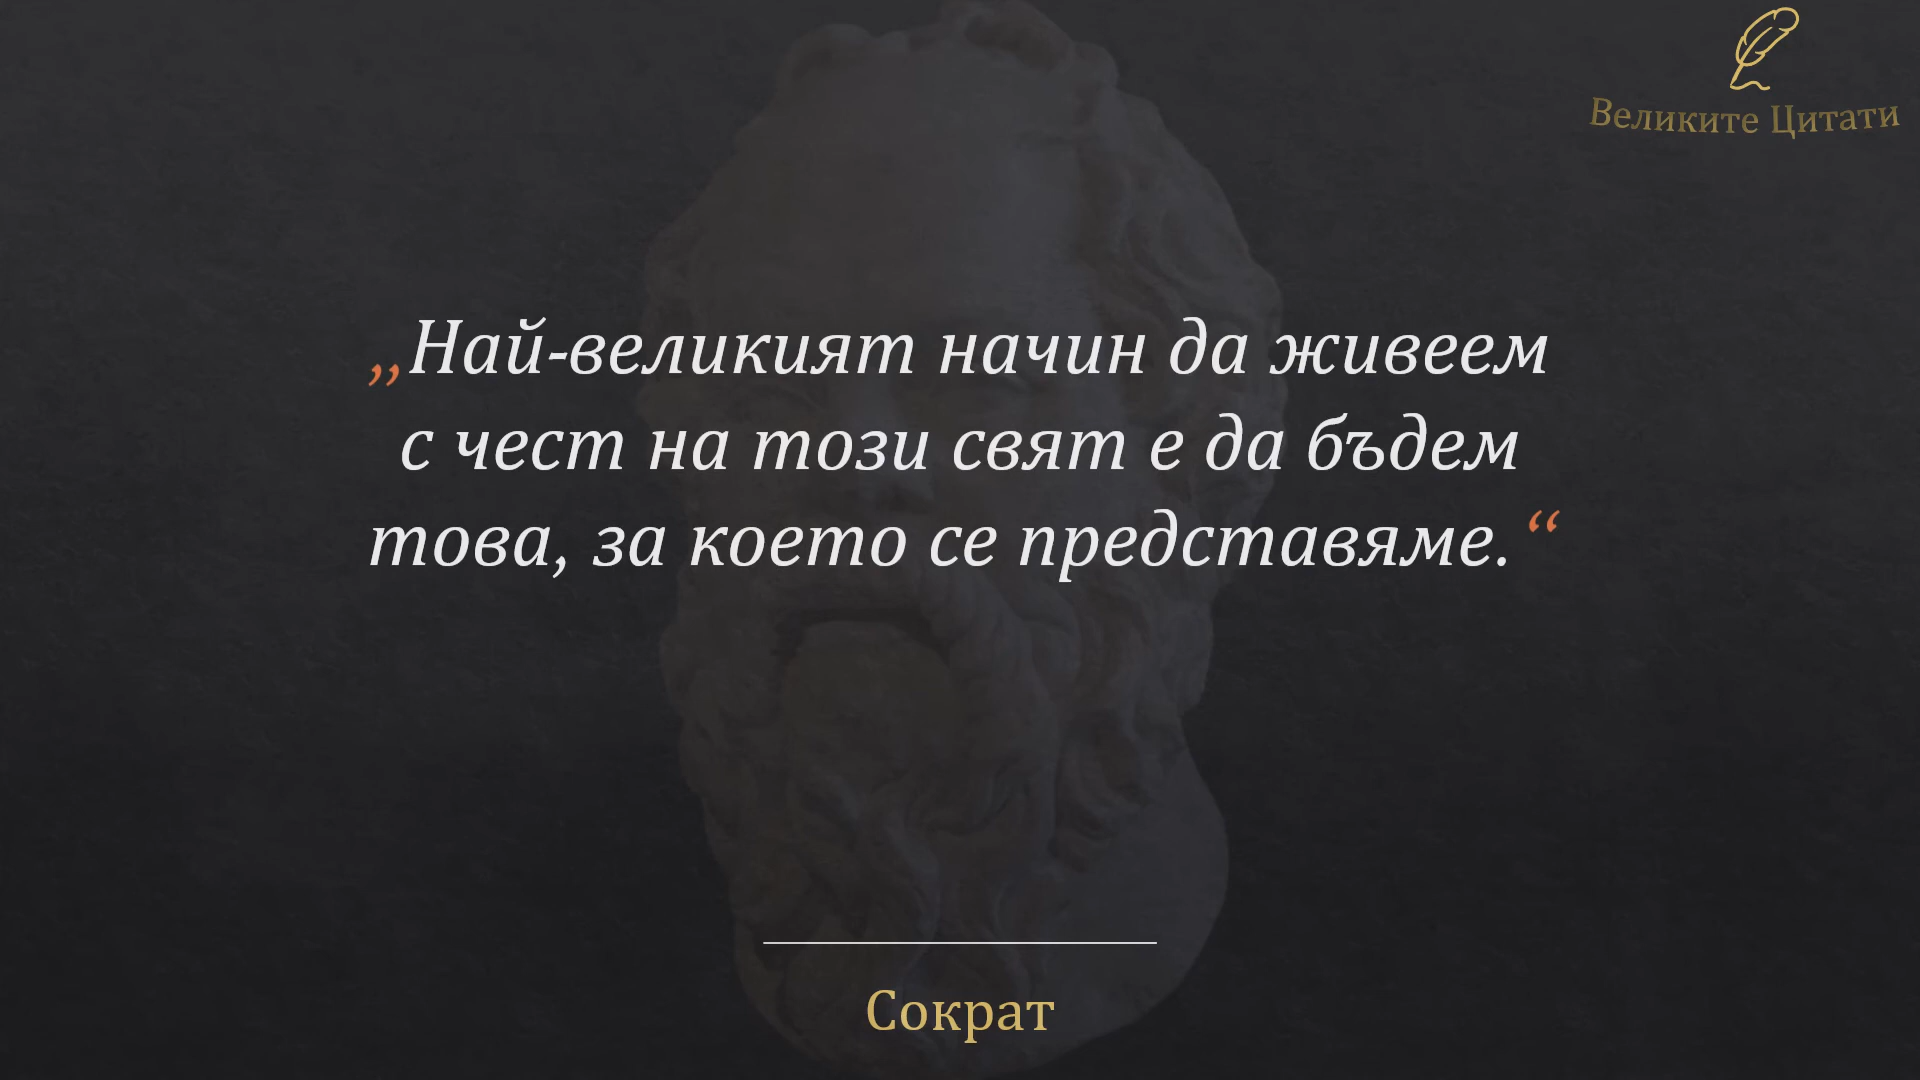 Великите Цитати
„Най-великият начин да живеем
с чест на този свят е да бъдем
това, за което се представяме.“
Сократ